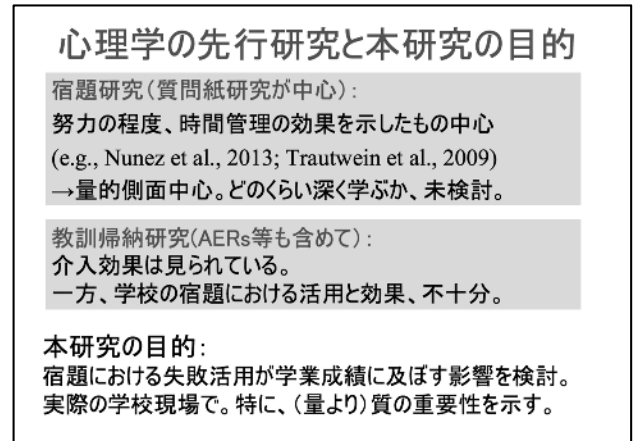 心理学の先行研究と本研究の目的
宿題研究（質問紙研究が中心）：
努力の程度、時間管理の効果を示したもの中心
(e.g., Nunez et al., 2013; Trautwein et al., 2009)
→量的側面中心。どのくらい深く学ぶか、未検討。
教訓帰納研究(AERs等も含めて)：
介入効果は見られている。
一方、学校の宿題における活用と効果、不十分。
本研究の目的：
宿題における失敗活用が学業成績に及ぼす影響を検討。
実際の学校現場で。特に、（量より）質の重要性を示す。